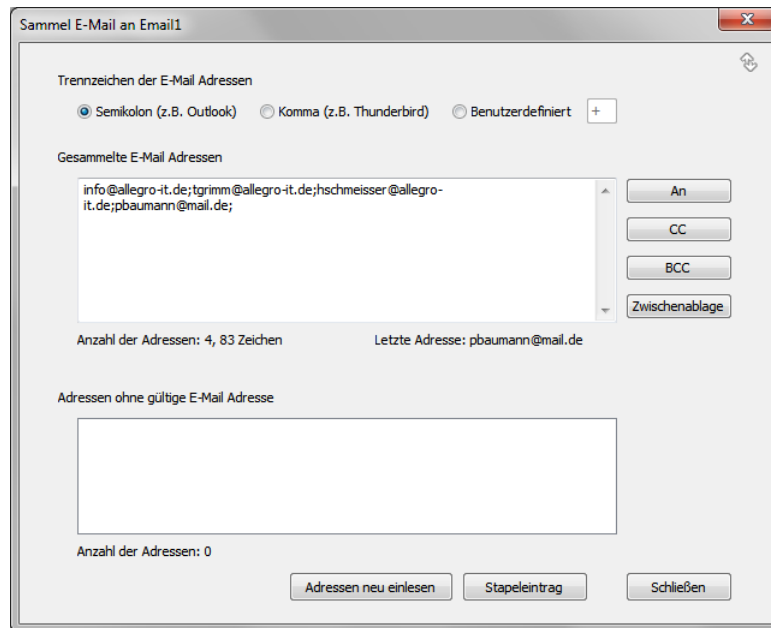 Sammel E-Mail an Email1
Trennzeichen der E-Mail Adressen
Semikolon (z.B. Outlook) Komma (z.B. Thunderbird) Benutzerdefiniert +
Gesammelte E-Mail Adressen
info@allegro-it.de;tgrimm@allegro-it.de;hschmeisser@allegro-
it.de;pbaumann@mail.de;
An
CC
BCC
Zwischenablage
Anzahl der Adressen: 4, 83 Zeichen Letzte Adresse: pbaumann@mail.de
Adressen ohne gültige E-Mail Adresse
Anzahl der Adressen: 0
Adressen neu einlesen Stapeleintrag Schließen